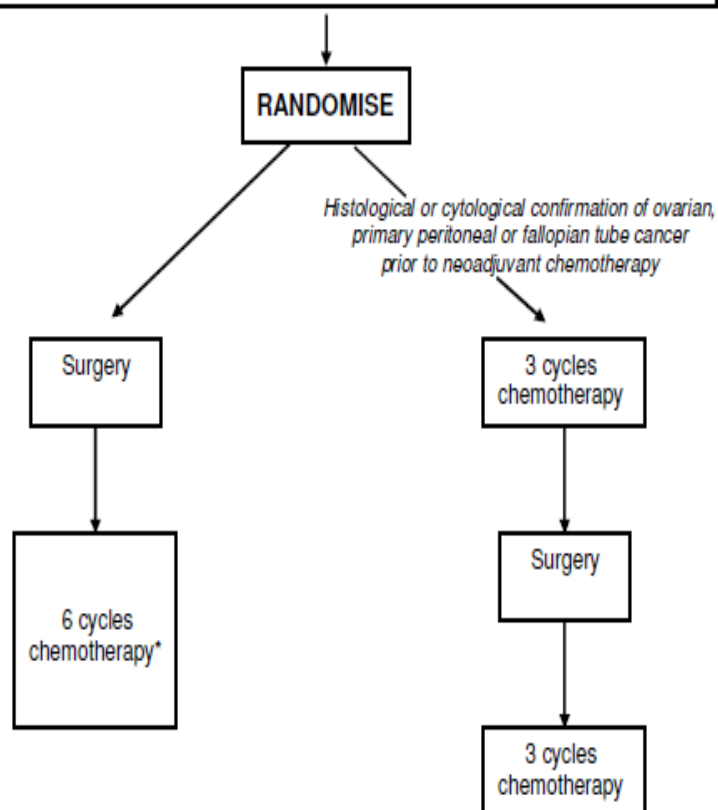 RANDOMISE
Histological or cytological confirmation of ovarian,
primary peritoneal or fallopian tube cancer
prior to neoadjuvant chemotherapy
Surgery
3 cycles
chemotherapy
6 cycles
chemotherapy*
Surgery
3 cycles
chemotherapy